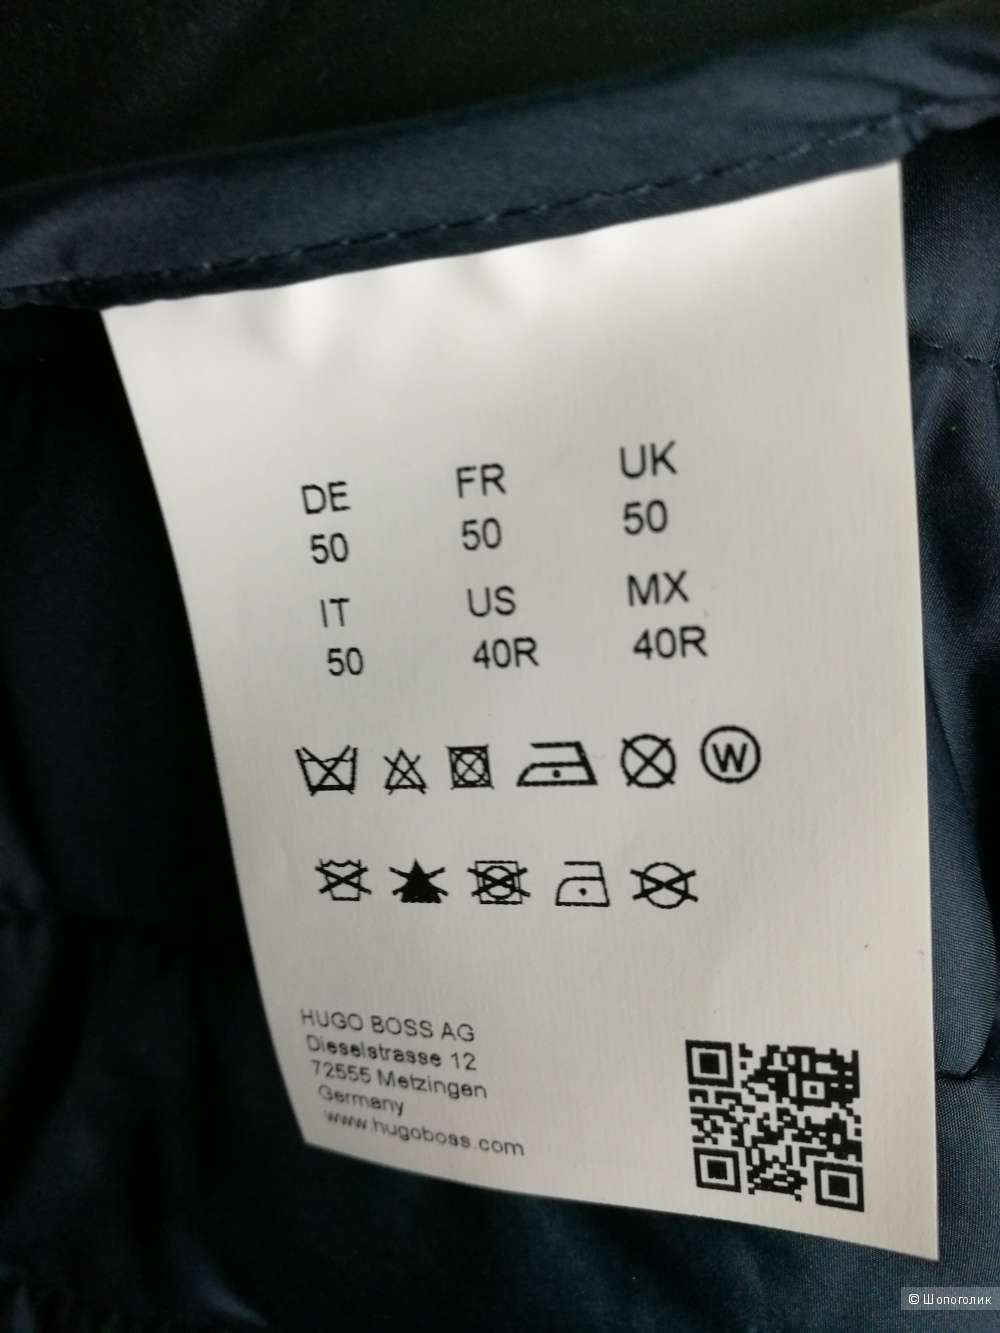 DE FR UK
50 50 50
IT US MX
50 40R 40R
W
HUGO BOSS AG
Dieselstrasse 12
72555 Metzingen
Germany
www.hugoboss.com
© Шопоголик